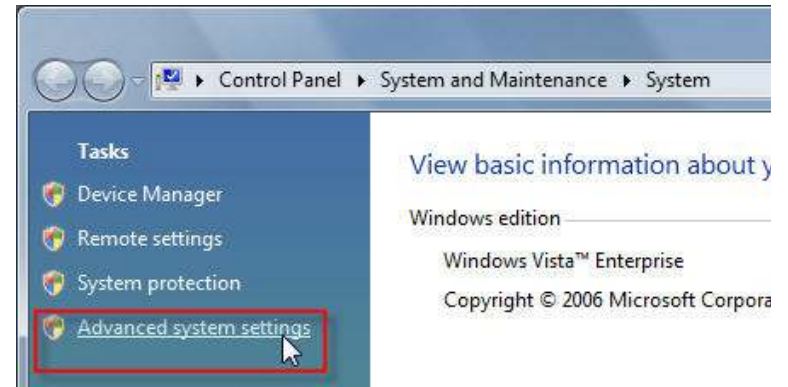 Control Panel ▸ System and Maintenance ▸ System
Tasks
Device Manager
Remote settings
System protection
Advanced system settings
View basic information about
Windows edition
Windows Vista™ Enterprise
Copyright © 2006 Microsoft